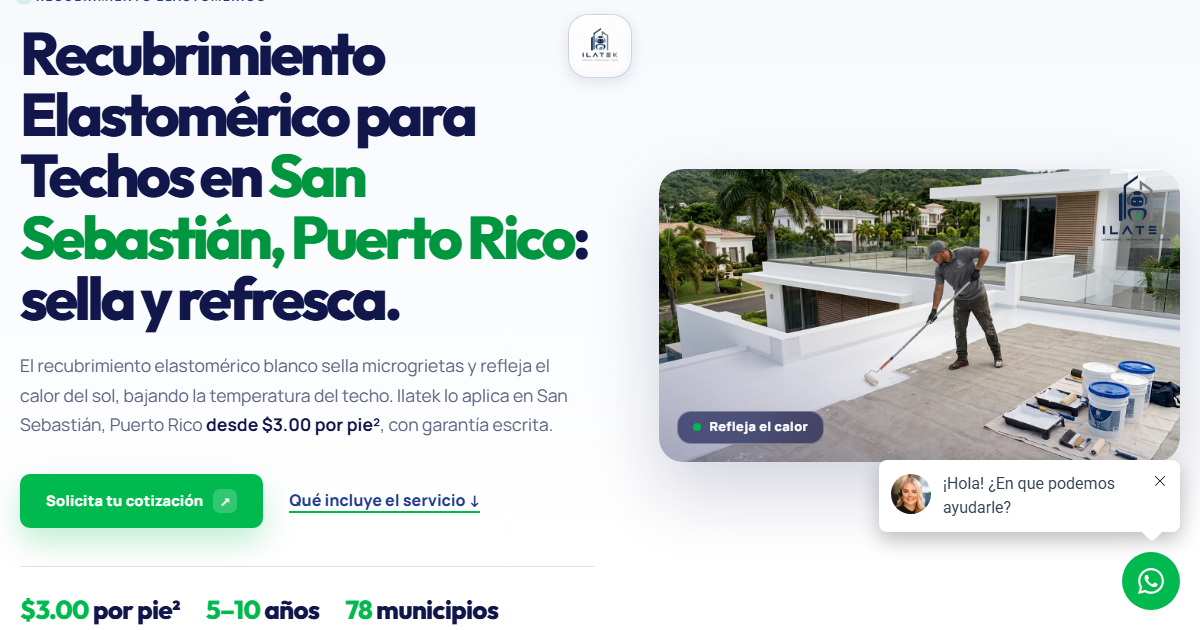 RECUBRIMIENTO ELASTOMÉRICO
Recubrimiento
Elastomérico para
Techos en San
Sebastián, Puerto Rico:
sella y refresca.
El recubrimiento elastomérico blanco sella microgrietas y refleja el
calor del sol, bajando la temperatura del techo. Ilatek lo aplica en San
Sebastián, Puerto Rico desde $3.00 por pie², con garantía escrita.
Solicita tu cotización ↗
Qué incluye el servicio ↓
$3.00 por pie²
5–10 años
78 municipios
ILATEK
ILATE
Refleja el calor
¡Hola! ¿En que podemos
ayudarle?